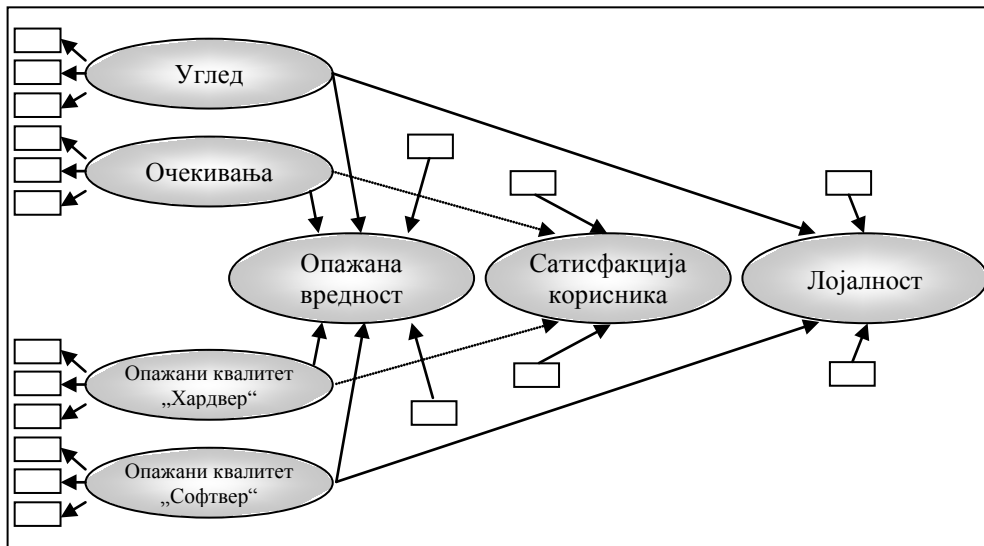 Углед
Очекивања
Опажана
вредност
Сатисфакција
корисника
Лојалност
Опажани квалитет
„Хардвер“
Опажани квалитет
„Софтвер“